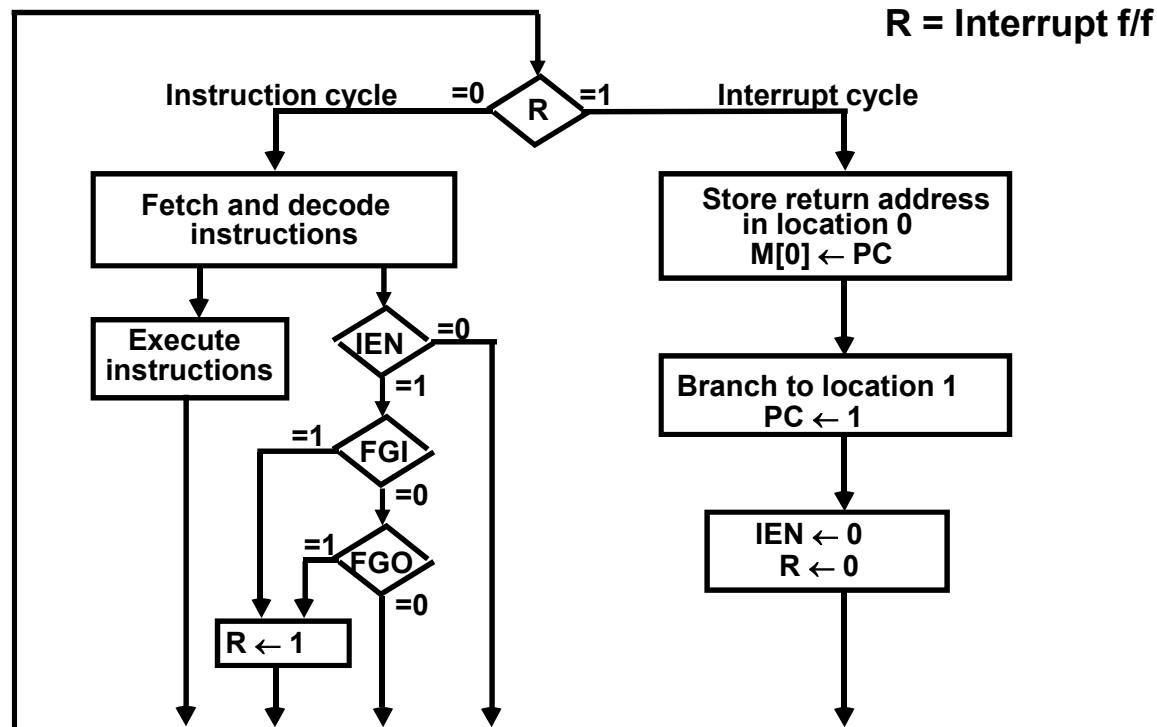 R = Interrupt f/f
Instruction cycle
=0
R
=1
Interrupt cycle
Fetch and decode
instructions
Store return address
in location 0
M[0] ← PC
Execute
instructions
IEN
=0
=1
Branch to location 1
PC ← 1
=1
FGI
=0
IEN ← 0
R ← 0
=1
FGO
=0
R ← 1